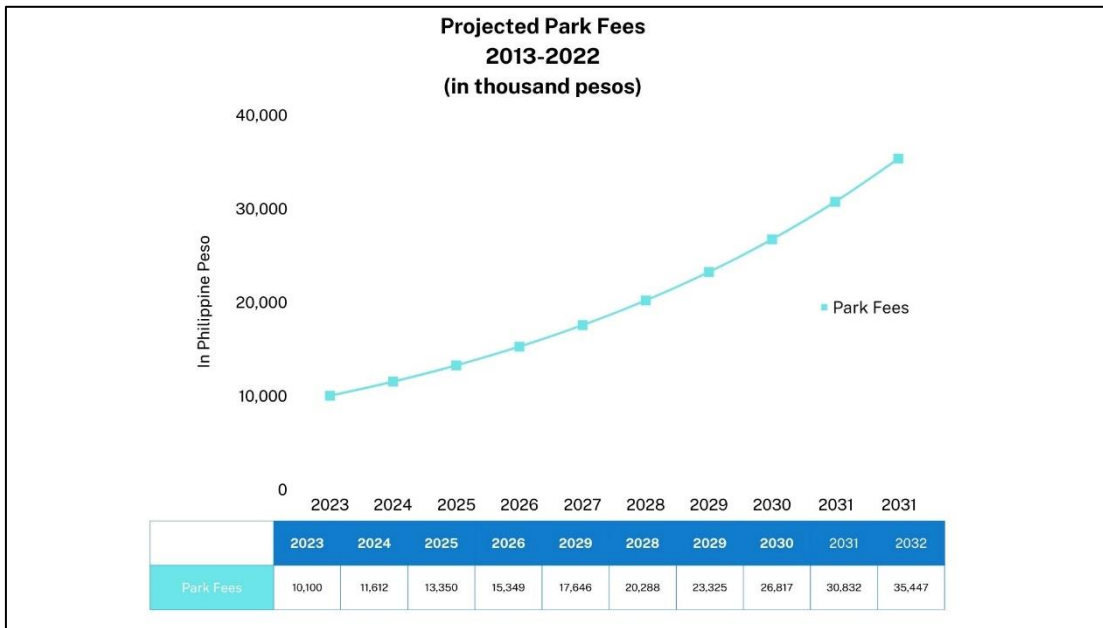 Projected Park Fees
2013-2022
(in thousand pesos)
40,000
30,000
20,000
10,000
0
In Philippine Peso
Park Fees
2023 2024 2025 2026 2027 2028 2029 2030 2031 2031
2023 2024 2025 2026 2029 2028 2029 2030 2031 2032
Park Fees 10,100 11,612 13,350 15,349 17,646 20,288 23,325 26,817 30,832 35,447